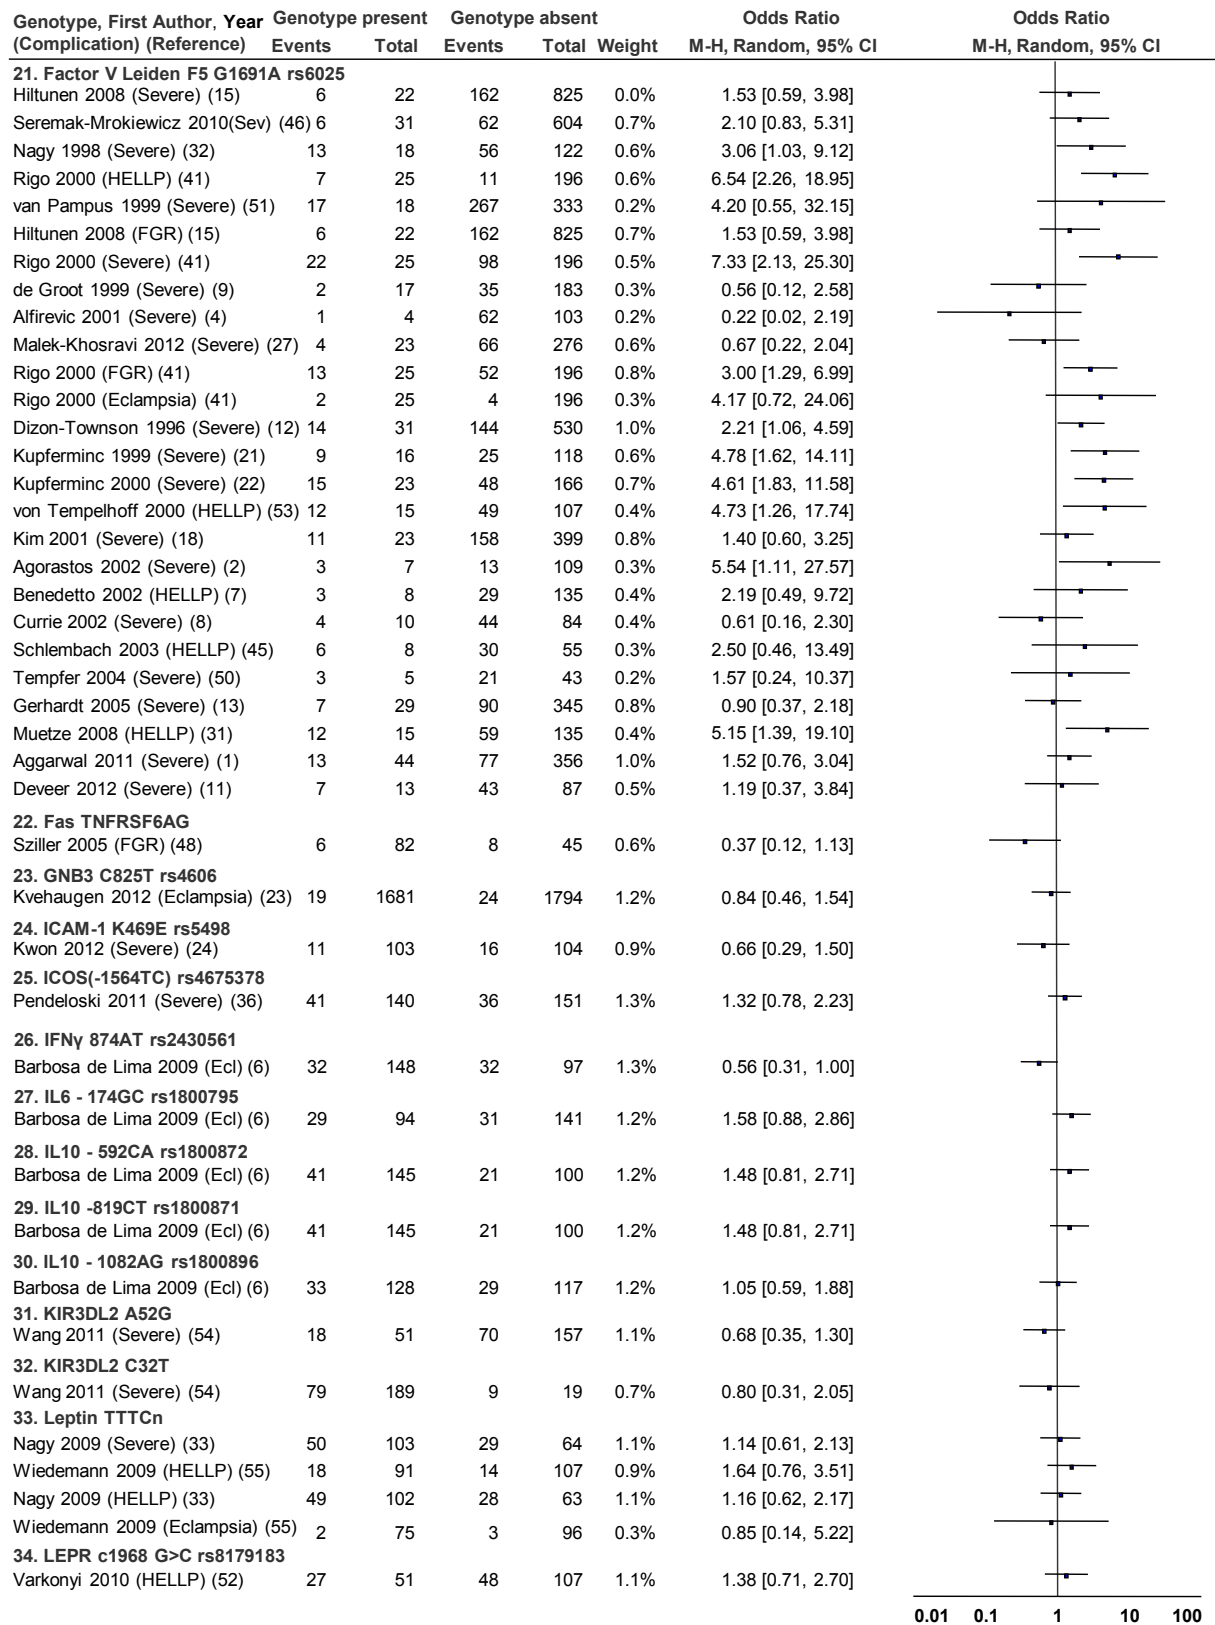 Genotype, First Author, Year Genotype present Genotype absent Odds Ratio Odds Ratio
(Complication) (Reference) Events Total Events Total Weight M-H, Random, 95% CI M-H, Random, 95% CI
21. Factor V Leiden F5 G1691A rs6025
Hiltunen 2008 (Severe) (15) 6 22 162 825 0.0% 1.53 [0.59, 3.98]
Seremak-Mrokiewicz 2010(Sev) (46) 6 31 62 604 0.7% 2.10 [0.83, 5.31]
Nagy 1998 (Severe) (32) 13 18 56 122 0.6% 3.06 [1.03, 9.12]
Rigo 2000 (HELLP) (41) 7 25 11 196 0.6% 6.54 [2.26, 18.95]
van Pampus 1999 (Severe) (51) 17 18 267 333 0.2% 4.20 [0.55, 32.15]
Hiltunen 2008 (FGR) (15) 6 22 162 825 0.7% 1.53 [0.59, 3.98]
Rigo 2000 (Severe) (41) 22 25 98 196 0.5% 7.33 [2.13, 25.30]
de Groot 1999 (Severe) (9) 2 17 35 183 0.3% 0.56 [0.12, 2.58]
Alfirevic 2001 (Severe) (4) 1 4 62 103 0.2% 0.22 [0.02, 2.19]
Malek-Khosravi 2012 (Severe) (27) 4 23 66 276 0.6% 0.67 [0.22, 2.04]
Rigo 2000 (FGR) (41) 13 25 52 196 0.8% 3.00 [1.29, 6.99]
Rigo 2000 (Eclampsia) (41) 2 25 4 196 0.3% 4.17 [0.72, 24.06]
Dizon-Townson 1996 (Severe) (12) 14 31 144 530 1.0% 2.21 [1.06, 4.59]
Kupferminc 1999 (Severe) (21) 9 16 25 118 0.6% 4.78 [1.62, 14.11]
Kupferminc 2000 (Severe) (22) 15 23 48 166 0.7% 4.61 [1.83, 11.58]
von Tempelhoff 2000 (HELLP) (53) 12 15 49 107 0.4% 4.73 [1.26, 17.74]
Kim 2001 (Severe) (18) 11 23 158 399 0.8% 1.40 [0.60, 3.25]
Agorastos 2002 (Severe) (2) 3 7 13 109 0.3% 5.54 [1.11, 27.57]
Benedetto 2002 (HELLP) (7) 3 8 29 135 0.4% 2.19 [0.49, 9.72]
Currie 2002 (Severe) (8) 4 10 44 84 0.4% 0.61 [0.16, 2.30]
Schlembach 2003 (HELLP) (45) 6 8 30 55 0.3% 2.50 [0.46, 13.49]
Tempfer 2004 (Severe) (50) 3 5 21 43 0.2% 1.57 [0.24, 10.37]
Gerhardt 2005 (Severe) (13) 7 29 90 345 0.8% 0.90 [0.37, 2.18]
Muetze 2008 (HELLP) (31) 12 15 59 135 0.4% 5.15 [1.39, 19.10]
Aggarwal 2011 (Severe) (1) 13 44 77 356 1.0% 1.52 [0.76, 3.04]
Deveer 2012 (Severe) (11) 7 13 43 87 0.5% 1.19 [0.37, 3.84]
22. Fas TNFRSF6AG
Sziller 2005 (FGR) (48) 6 82 8 45 0.6% 0.37 [0.12, 1.13]
23. GNB3 C825T rs4606
Kvehaugen 2012 (Eclampsia) (23) 19 1681 24 1794 1.2% 0.84 [0.46, 1.54]
24. ICAM-1 K469E rs5498
Kwon 2012 (Severe) (24) 11 103 16 104 0.9% 0.66 [0.29, 1.50]
25. ICOS(-1564TC) rs4675378
Pendeloski 2011 (Severe) (36) 41 140 36 151 1.3% 1.32 [0.78, 2.23]
26. IFNγ 874AT rs2430561
Barbosa de Lima 2009 (Ecl) (6) 32 148 32 97 1.3% 0.56 [0.31, 1.00]
27. IL6 - 174GC rs1800795
Barbosa de Lima 2009 (Ecl) (6) 29 94 31 141 1.2% 1.58 [0.88, 2.86]
28. IL10 - 592CA rs1800872
Barbosa de Lima 2009 (Ecl) (6) 41 145 21 100 1.2% 1.48 [0.81, 2.71]
29. IL10 -819CT rs1800871
Barbosa de Lima 2009 (Ecl) (6) 41 145 21 100 1.2% 1.48 [0.81, 2.71]
30. IL10 - 1082AG rs1800896
Barbosa de Lima 2009 (Ecl) (6) 33 128 29 117 1.2% 1.05 [0.59, 1.88]
31. KIR3DL2 A52G
Wang 2011 (Severe) (54) 18 51 70 157 1.1% 0.68 [0.35, 1.30]
32. KIR3DL2 C32T
Wang 2011 (Severe) (54) 79 189 9 19 0.7% 0.80 [0.31, 2.05]
33. Leptin TTTCn
Nagy 2009 (Severe) (33) 50 103 29 64 1.1% 1.14 [0.61, 2.13]
Wiedemann 2009 (HELLP) (55) 18 91 14 107 0.9% 1.64 [0.76, 3.51]
Nagy 2009 (HELLP) (33) 49 102 28 63 1.1% 1.16 [0.62, 2.17]
Wiedemann 2009 (Eclampsia) (55) 2 75 3 96 0.3% 0.85 [0.14, 5.22]
34. LEPR c1968 G>C rs8179183
Varkonyi 2010 (HELLP) (52) 27 51 48 107 1.1% 1.38 [0.71, 2.70]
0.01 0.1 1 10 100